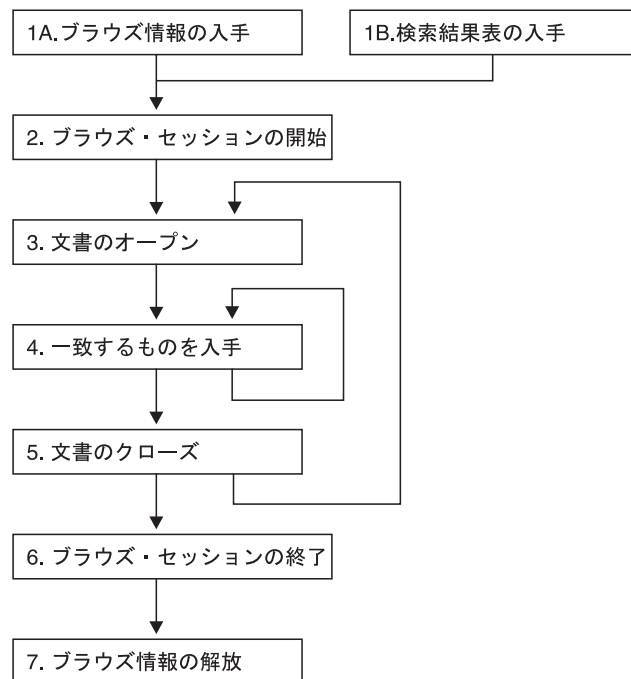 1A.ブラウズ情報の入手
1B.検索結果表の入手
2. ブラウズ・セッションの開始
3. 文書のオープン
4. 一致するものを入手
5. 文書のクローズ
6. ブラウズ・セッションの終了
7. ブラウズ情報の解放